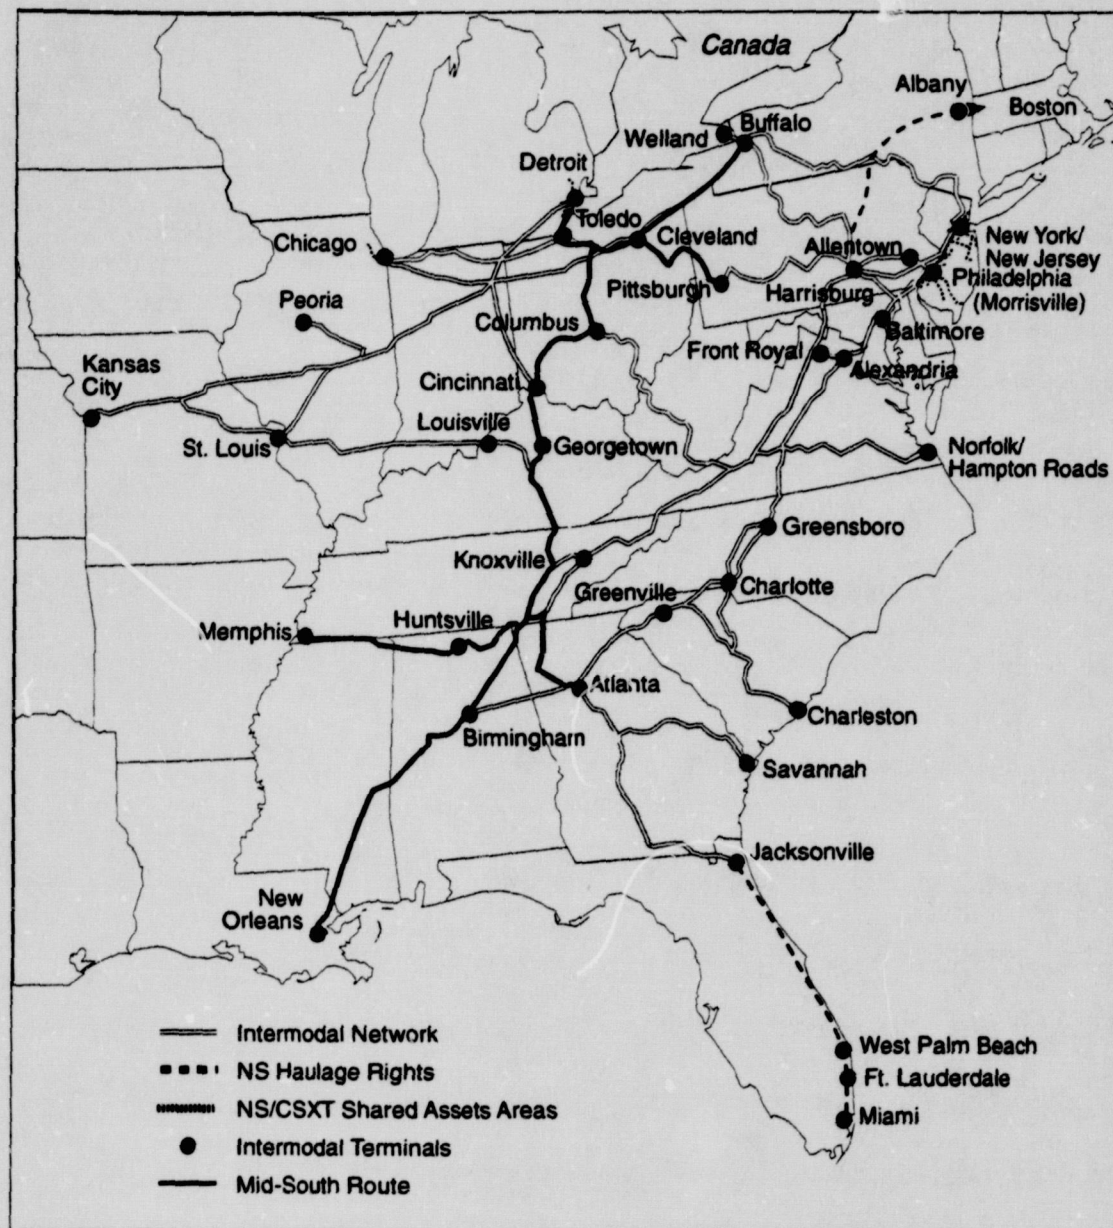 Canada
Albany
Boston
Welland
Buffalo
Detroit
Toledo
Cleveland
Chicago
Allentown
New York/
New Jersey
Pittsburgh
Harrisburg
Philadelphia
(Morrisville)
Peoria
Columbus
Baltimore
Front Royal
Alexandria
Kansas
City
Cincinnati
Louisville
St. Louis
Georgetown
Norfolk/
Hampton Roads
Greensboro
Knoxville
Greenville
Charlotte
Huntsville
Memphis
Atlanta
Charleston
Birmingham
Savannah
Jacksonville
New
Orleans
West Palm Beach
Ft. Lauderdale
Miami
Intermodal Network
NS Haulage Rights
NS/CSXT Shared Assets Areas
Intermodal Terminals
Mid-South Route